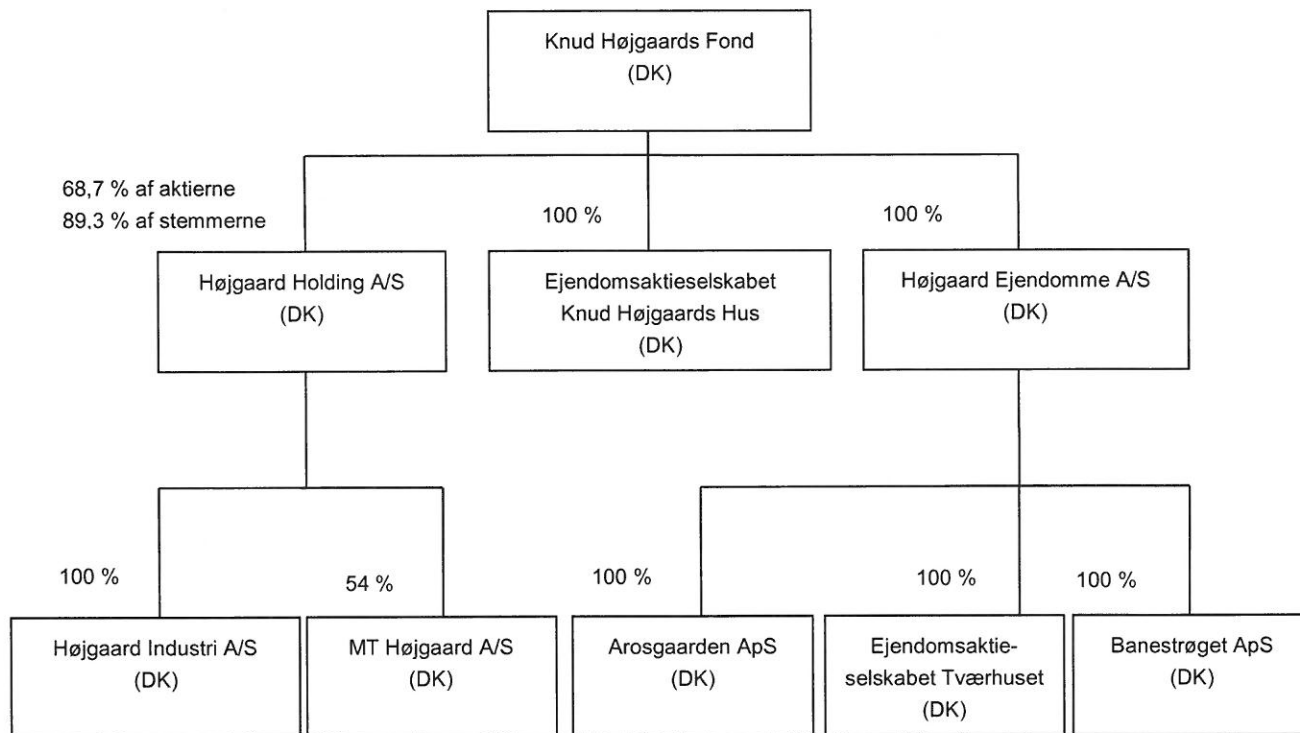 Knud Højgaards Fond
(DK)
68,7 % af aktierne
89,3 % af stemmerne
100 %
100 %
Højgaard Holding A/S
(DK)
Ejendomsaktieselskabet
Knud Højgaards Hus
(DK)
Højgaard Ejendomme A/S
(DK)
100 %
54 %
100 %
100 %
100 %
Højgaard Industri A/S
(DK)
MT Højgaard A/S
(DK)
Arosgaarden ApS
(DK)
Ejendomsaktie-
selskabet Tværhuset
(DK)
Banestrøget ApS
(DK)